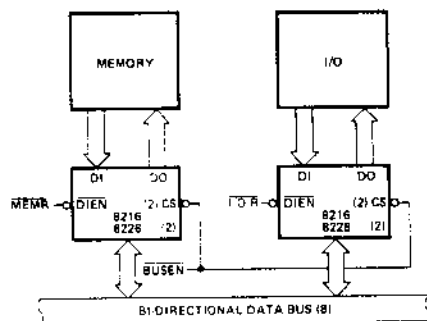 MEMORY
I/O
DI DO
DI DO
MEMR DIEN (2) CS
I O R DIEN (2) CS
8216
8226 (2)
8216
8226 (2)
BUSEN
BI-DIRECTIONAL DATA BUS (8)